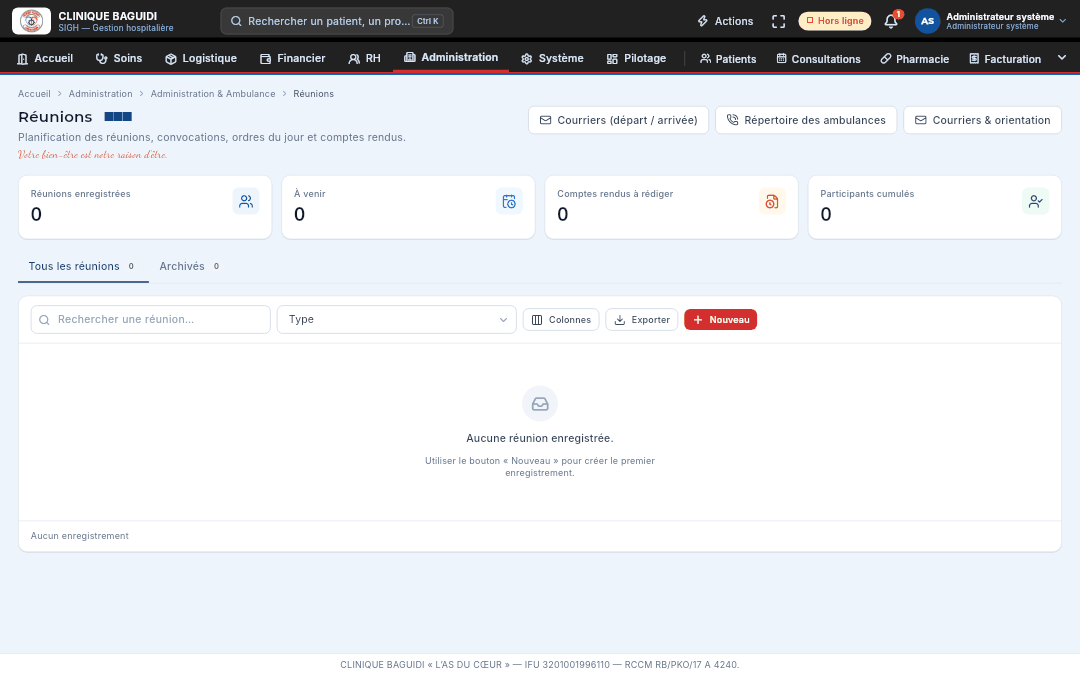 CLINIQUE BAGUIDI
SIGH — Gestion hospitalière
Rechercher un patient, un pro... Ctrl K
Actions
Hors ligne
1
AS
Administrateur système
Administrateur système
Accueil
Soins
Logistique
Financier
RH
Administration
Système
Pilotage
Patients
Consultations
Pharmacie
Facturation
Accueil > Administration > Administration & Ambulance > Réunions
Réunions
Planification des réunions, convocations, ordres du jour et comptes rendus.
Votre bien-être est notre raison d'être.
Courriers (départ / arrivée)
Répertoire des ambulances
Courriers & orientation
Réunions enregistrées
0
À venir
0
Comptes rendus à rédiger
0
Participants cumulés
0
Tous les réunions 0
Archivés 0
Rechercher une réunion...
Type
Colonnes
Exporter
Nouveau
Aucune réunion enregistrée.
Utiliser le bouton « Nouveau » pour créer le premier
enregistrement.
Aucun enregistrement
CLINIQUE BAGUIDI « L'AS DU CŒUR » — IFU 3201001996110 — RCCM RB/PKO/17 A 4240.